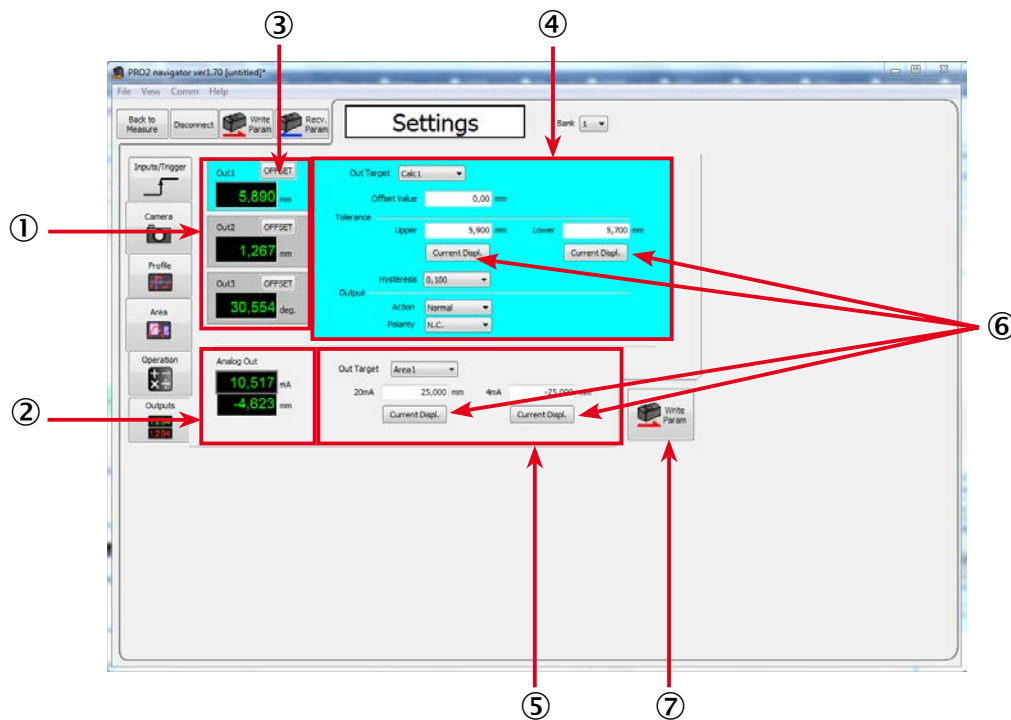 ③ ④
PRO2 navigator ver1.70 [untitled]*
File View Comm Help
Back to Measure Disconnect Write Param Recv. Param Settings Bank 1
Inputs/Trigger
Out1 OFFSET
5,890 mm
Out Target Calc1
Offset Value 0,00 mm
Tolerance
Upper 5,900 mm Lower 5,700 mm
Current Displ. Current Displ.
Hysteresis 0,100
Output
Action Normal
Polarity N.C.
①
Camera
Out2 OFFSET
1,267 mm
Profile
Out3 OFFSET
30,554 deg.
Area
⑥
Operation
Analog Out
10,517 mA
-4,623 mm
Out Target Area1
20mA 25,000 mm 4mA -25,000 mm
Current Displ. Current Displ.
②
Outputs
1234
1234
Write Param
⑤ ⑦